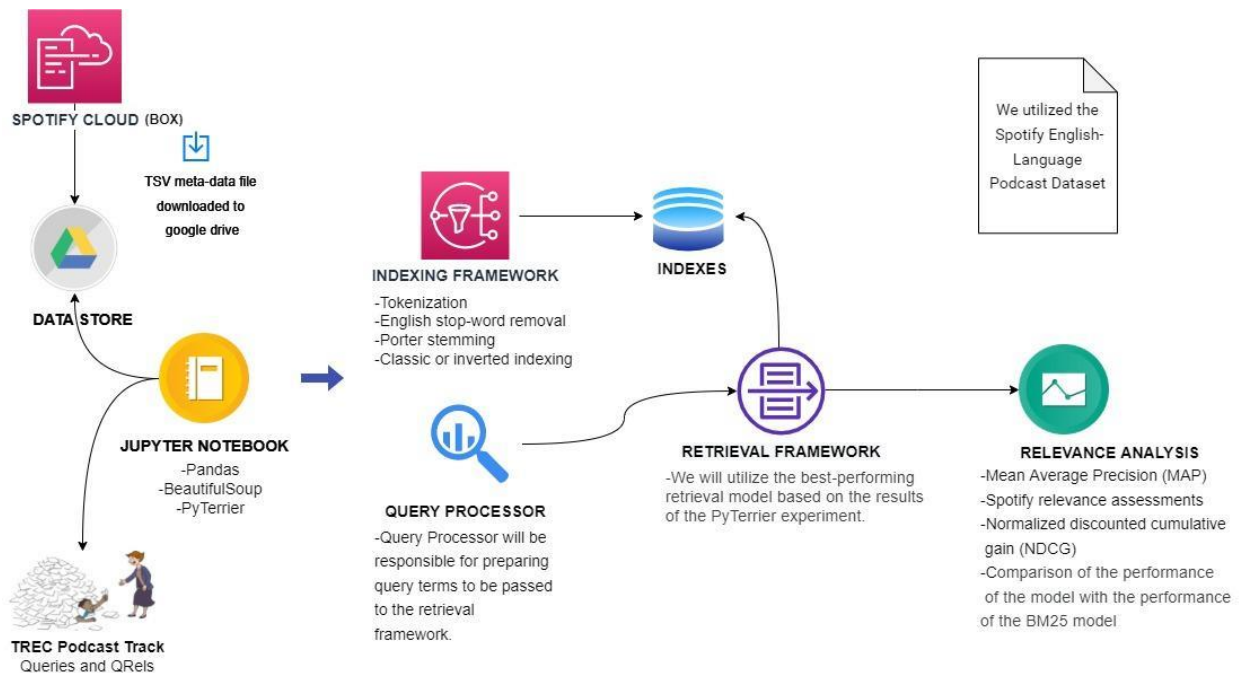 SPOTIFY CLOUD (BOX)
TSV meta-data file
downloaded to
google drive
DATA STORE
JUPYTER NOTEBOOK
-Pandas
-BeautifulSoup
-PyTerrier
TREC Podcast Track
Queries and QRels
INDEXING FRAMEWORK
-Tokenization
-English stop-word removal
-Porter stemming
-Classic or inverted indexing
INDEXES
QUERY PROCESSOR
-Query Processor will be
responsible for preparing
query terms to be passed
to the retrieval
framework.
RETRIEVAL FRAMEWORK
-We will utilize the best-performing
retrieval model based on the results
of the PyTerrier experiment.
We utilized the
Spotify English-
Language
Podcast Dataset
RELEVANCE ANALYSIS
-Mean Average Precision (MAP)
-Spotify relevance assessments
-Normalized discounted cumulative
gain (NDCG)
-Comparison of the performance
of the model with the performance
of the BM25 model